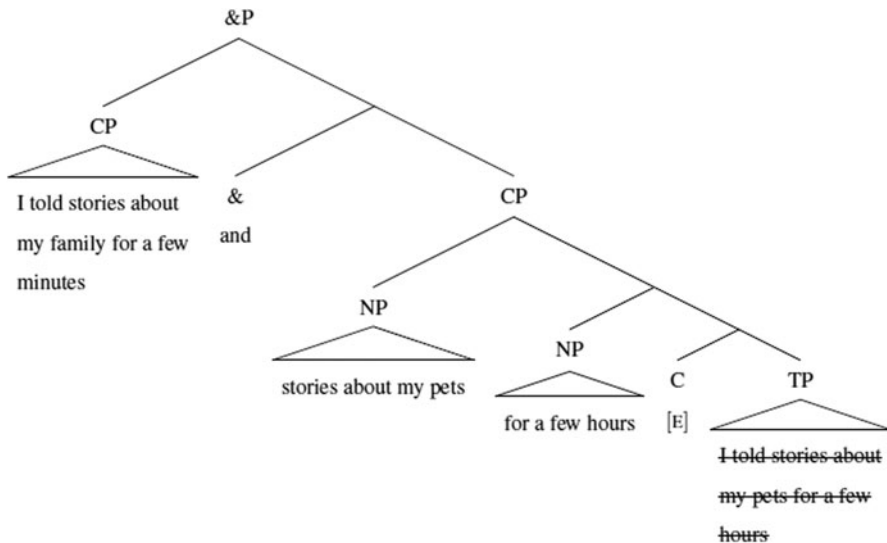 &P
CP
I told stories about
my family for a few
minutes
&
and
CP
NP
stories about my pets
NP
for a few hours
C
[E]
TP
I told stories about
my pets for a few
hours